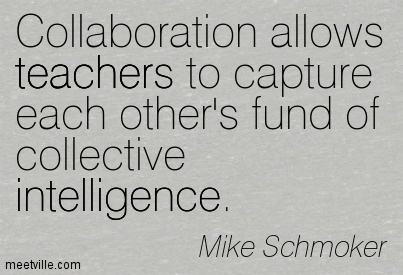 Collaboration allows
teachers to capture
each other's fund of
collective
intelligence.
Mike Schmoker
meetville.com